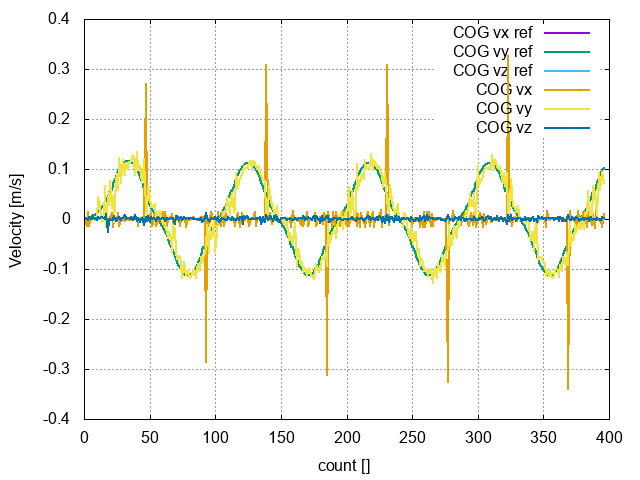 0.4
0.3
0.2
0.1
0
-0.1
-0.2
-0.3
-0.4
Velocity [m/s]
COG vx ref
COG vy ref
COG vz ref
COG vx
COG vy
COG vz
0 50 100 150 200 250 300 350 400
count []